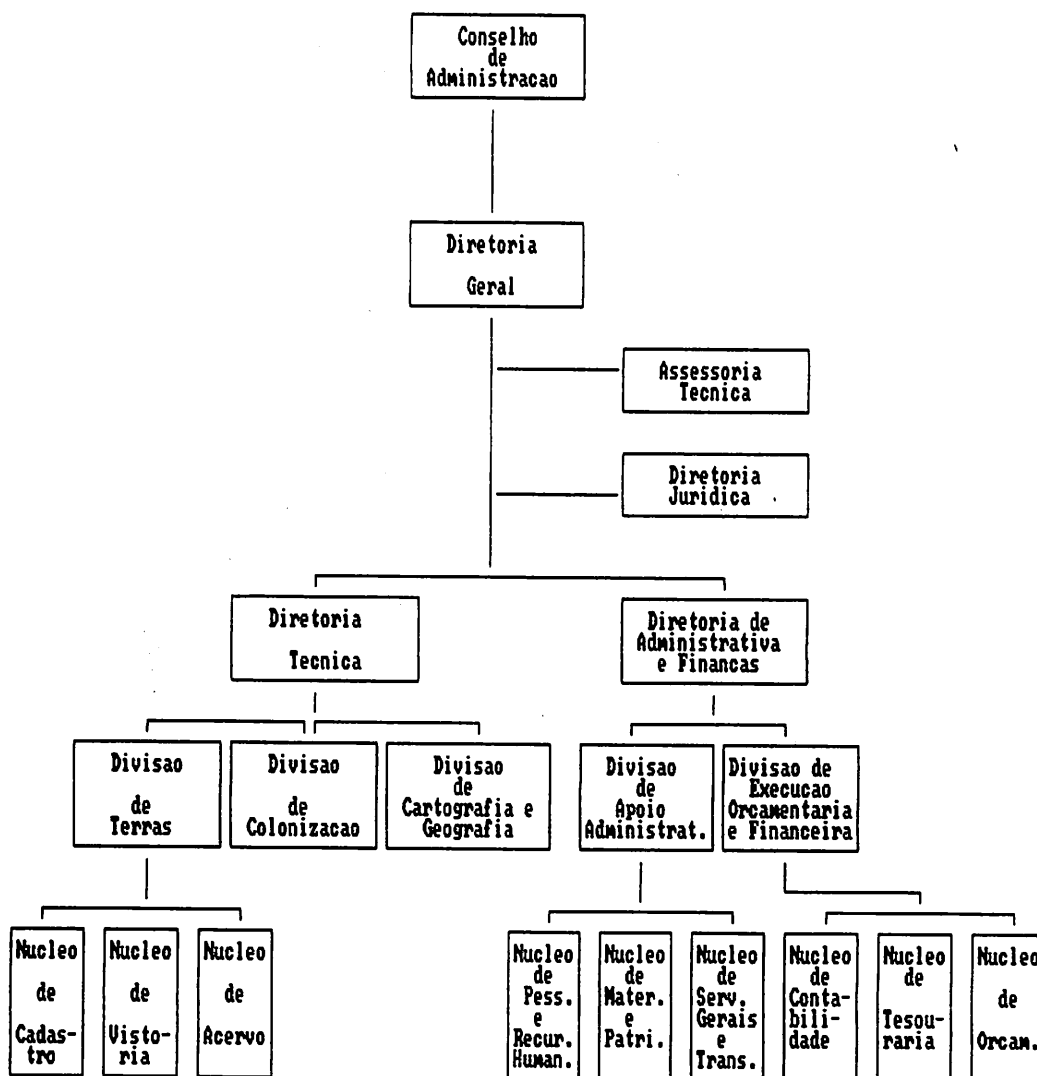 Conselho
de
Administracao
Diretoria
Geral
Assessoria
Tecnica
Diretoria
Juridica
Diretoria
Tecnica
Diretoria de
Administrativa
e Financas
Divisao
de
Terras
Divisao
de
Colonizacao
Divisao
de
Cartografia e
Geografia
Divisao
de
Apoio
Administrat.
Divisao de
Execucao
Orcamentaria
e Financeira
Nucleo
de
Cadas-
tro
Nucleo
de
Visto-
ria
Nucleo
de
Acervo
Nucleo
de
Pess.
e
Recur.
Human.
Nucleo
de
Mater.
e
Patri.
Nucleo
de
Serv.
Gerais
e
Trans.
Nucleo
de
Conta-
bili-
dade
Nucleo
de
Tesou-
raria
Nucleo
de
Orcam.